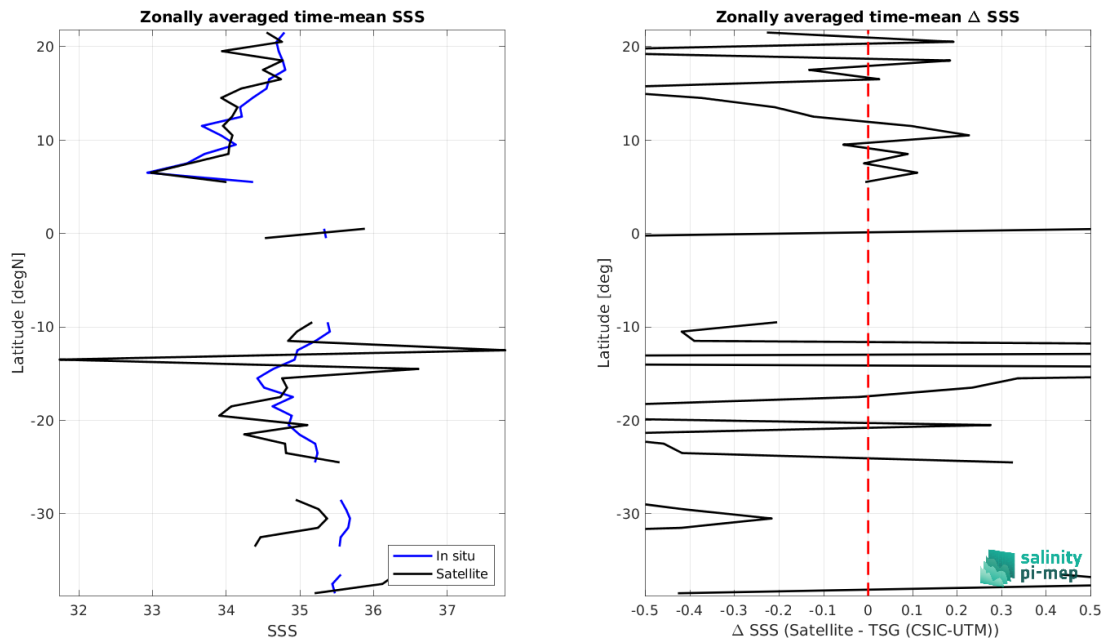 Zonally averaged time-mean SSS
20
10
0
-10
-20
-30
Latitude [degN]
32
33
34
35
36
37
SSS
In situ
Satellite
Zonally averaged time-mean Δ SSS
20
10
0
-10
-20
-30
Latitude [deg]
-0.5
-0.4
-0.3
-0.2
-0.1
0
0.1
0.2
0.3
0.4
0.5
Δ SSS (Satellite - TSG (CSIC-UTM))
salinity
pi-mep